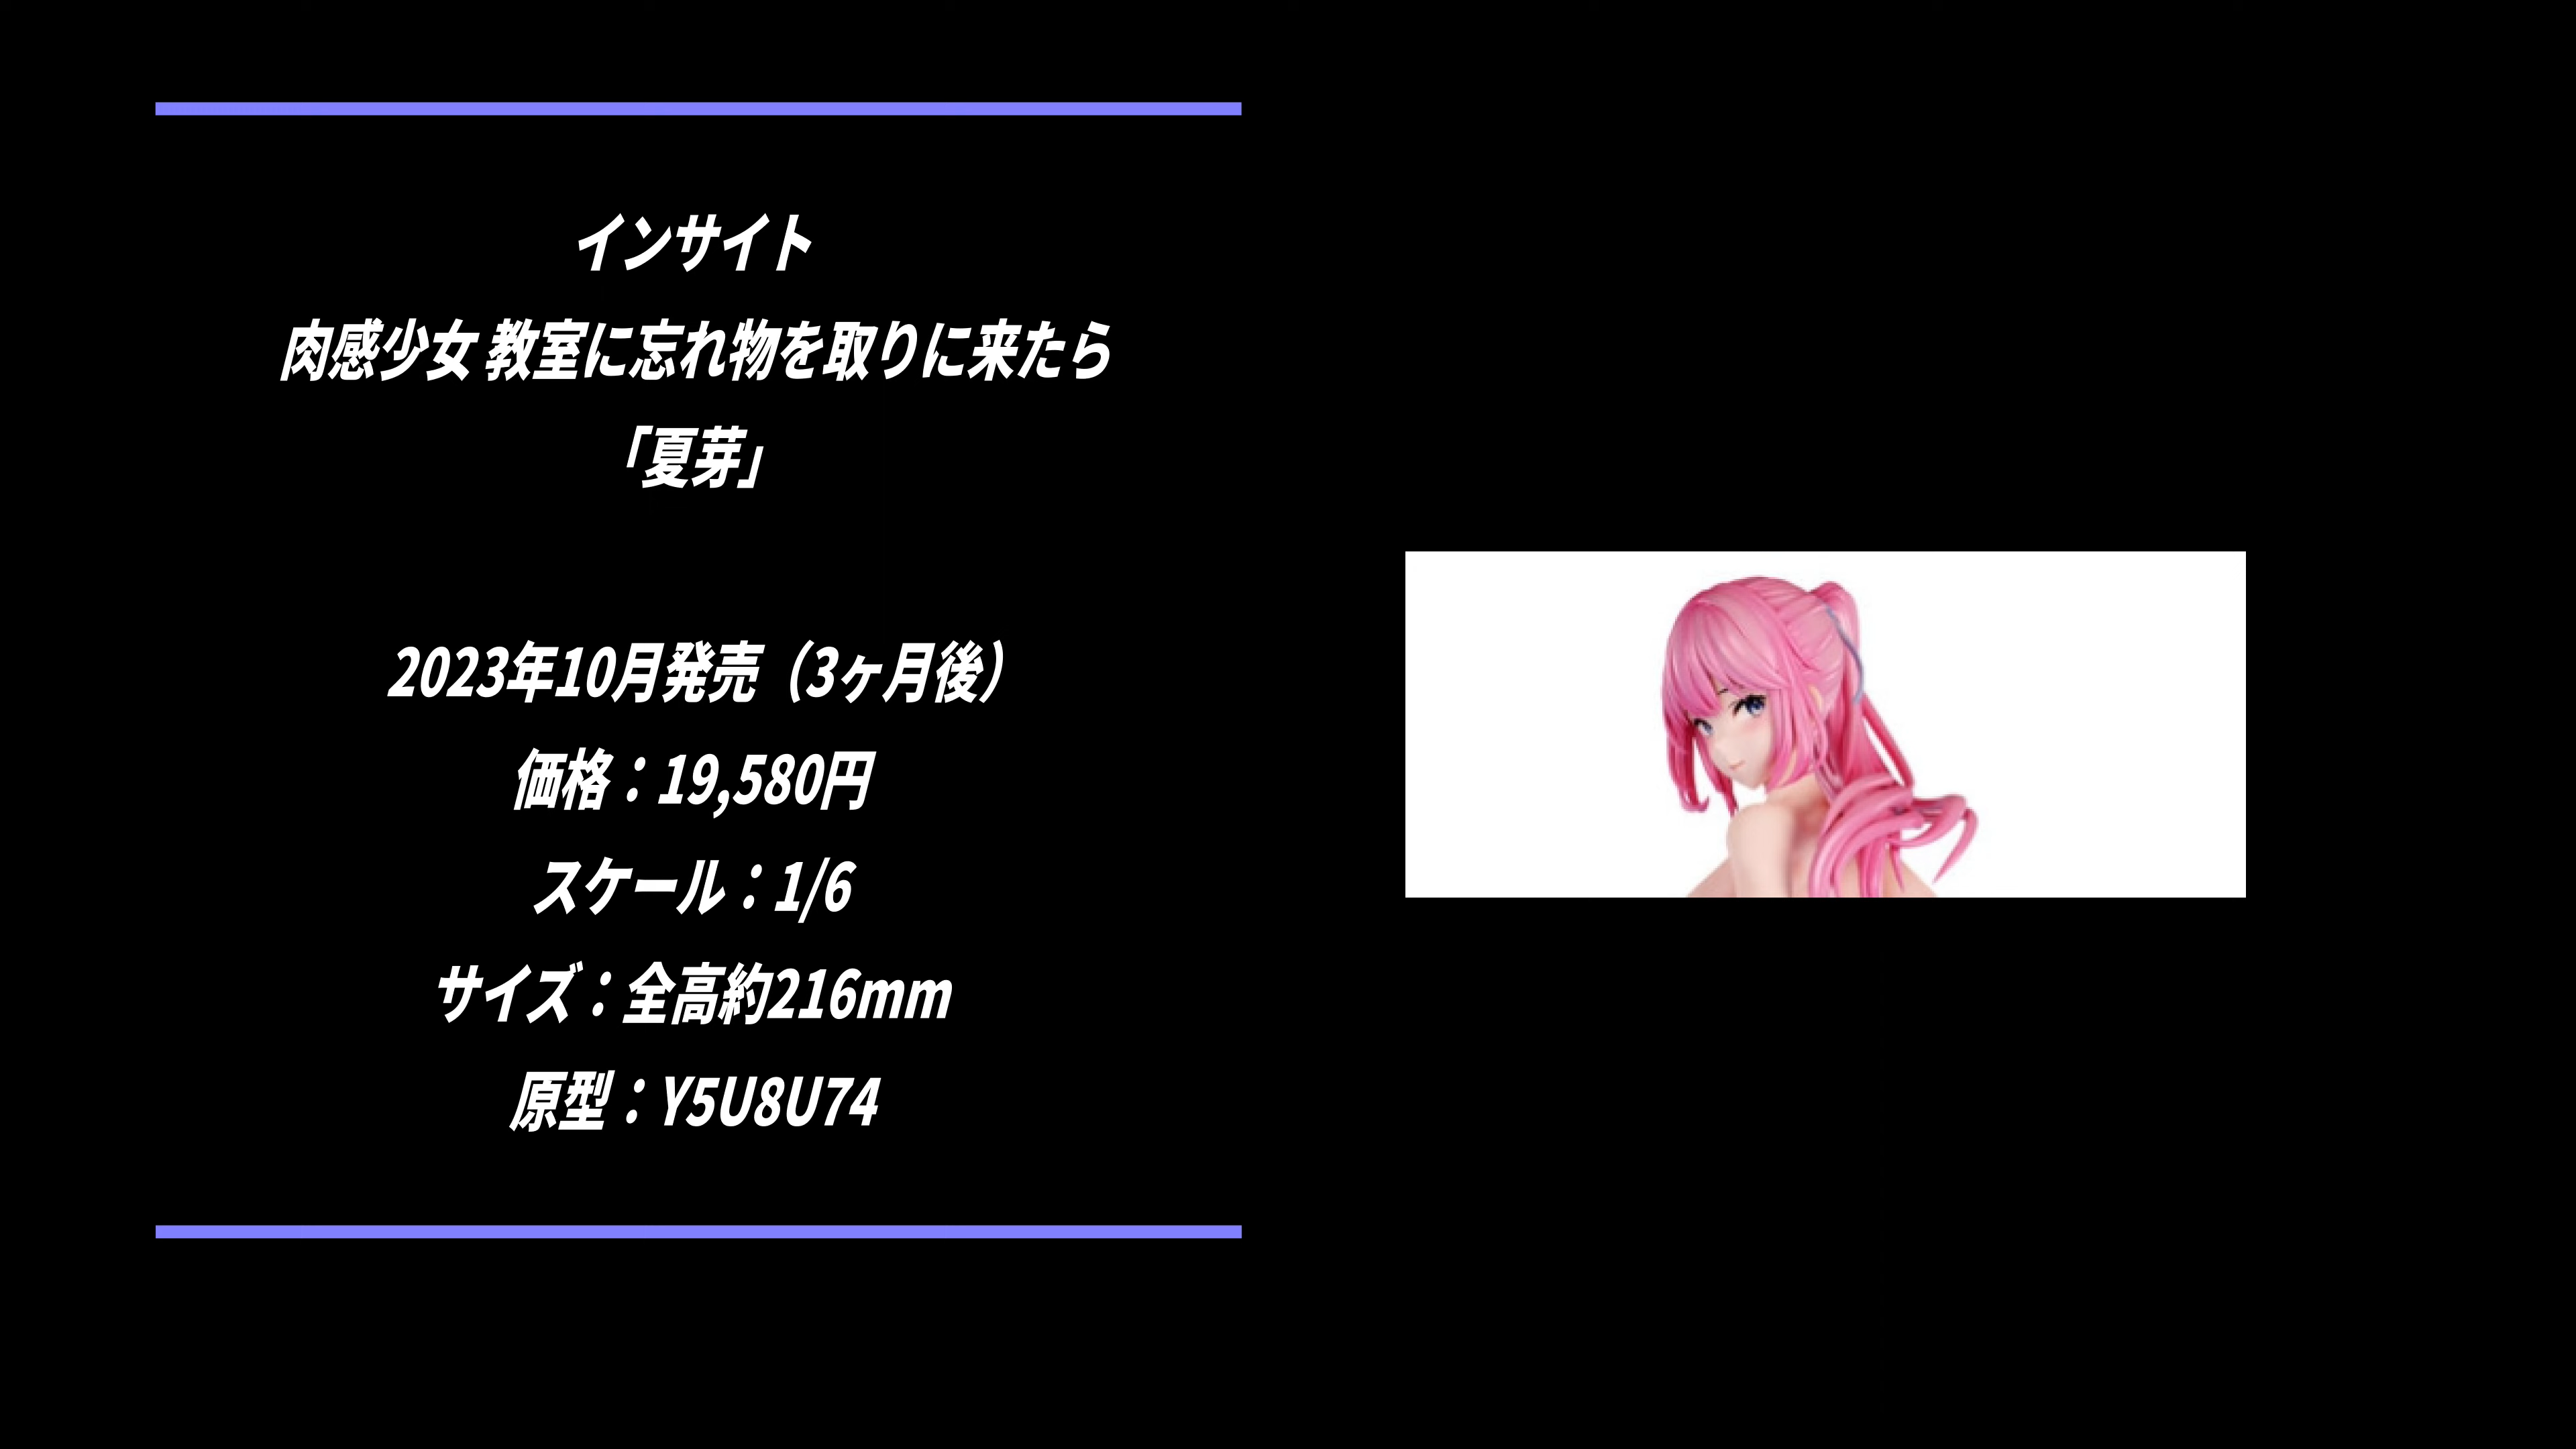 インサイト
肉感少女 教室に忘れ物を取りに来たら
「夏芽」
2023年10月発売（3ヶ月後）
価格：19,580円
スケール：1/6
サイズ：全高約216mm
原型：Y5U8U74